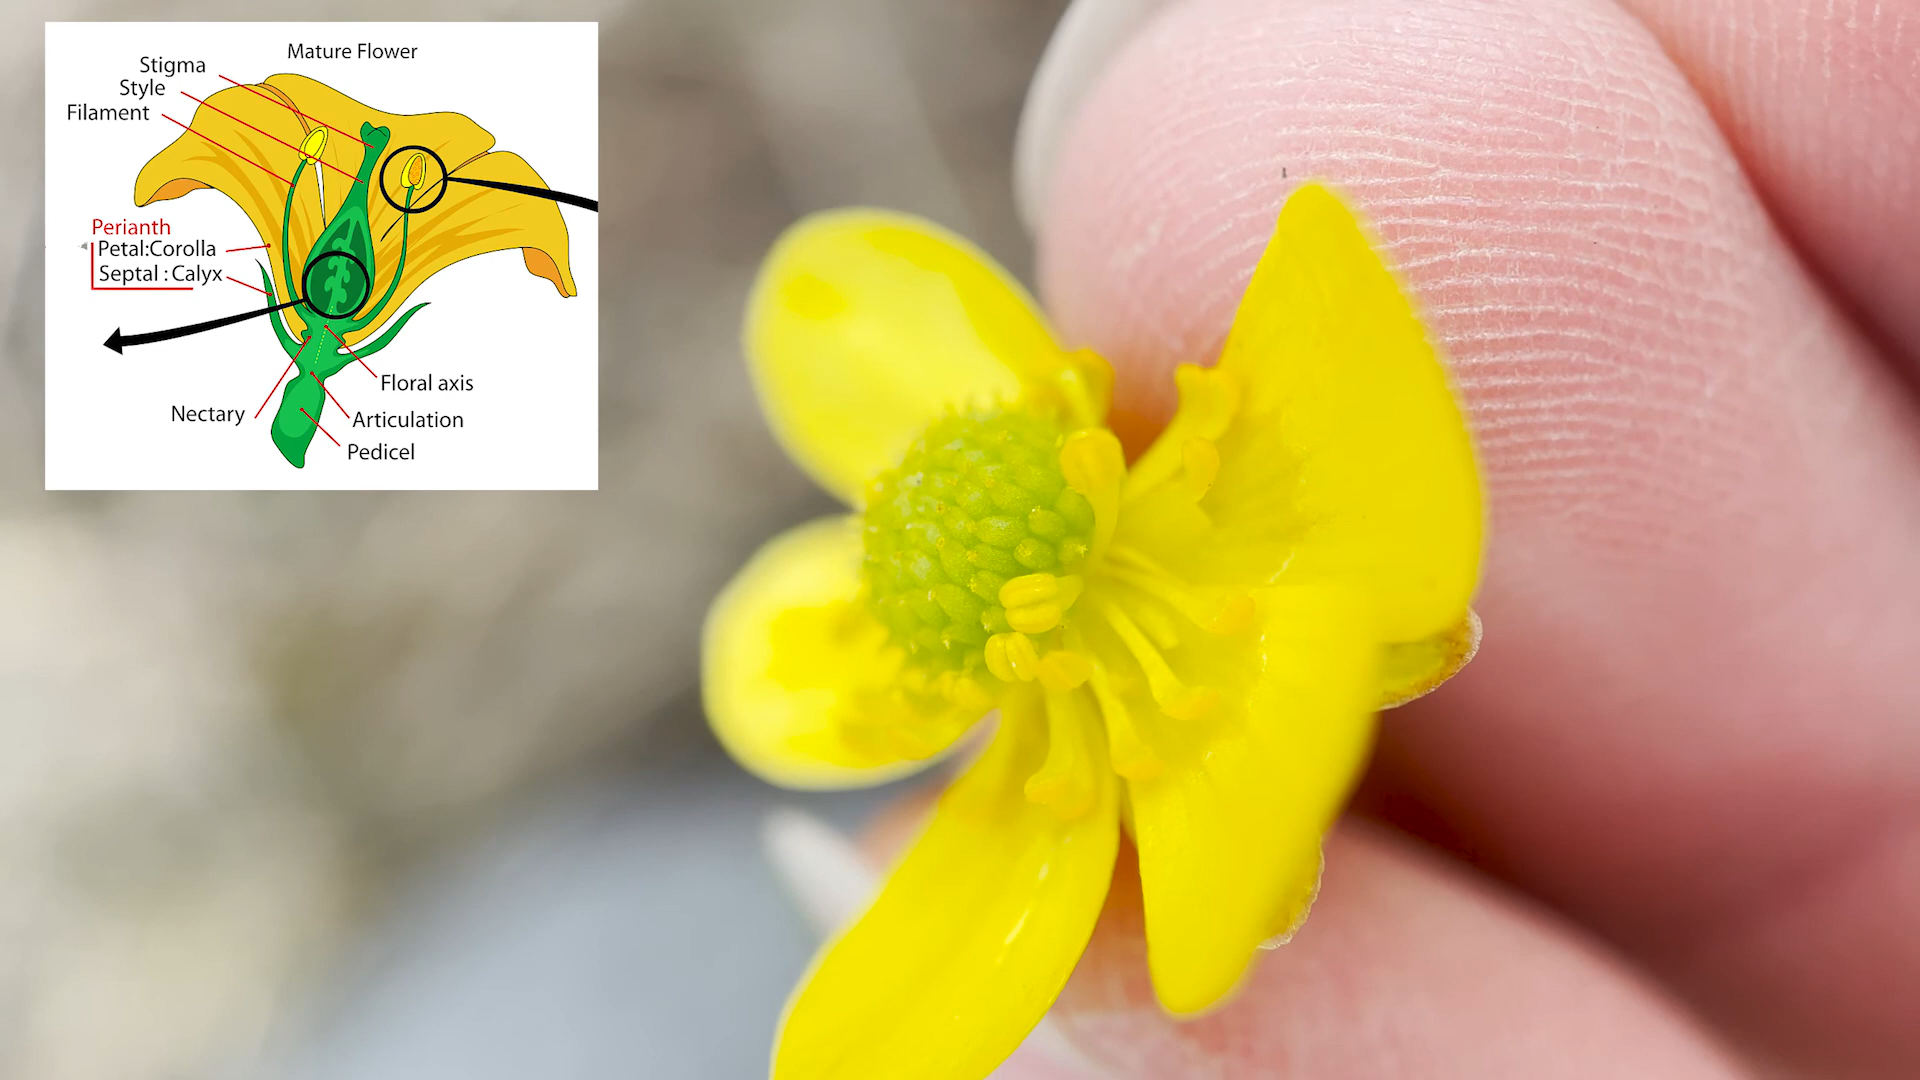 Mature Flower
Stigma
Style
Filament
Perianth
Petal:Corolla
Septal : Calyx
Floral axis
Nectary
Articulation
Pedicel